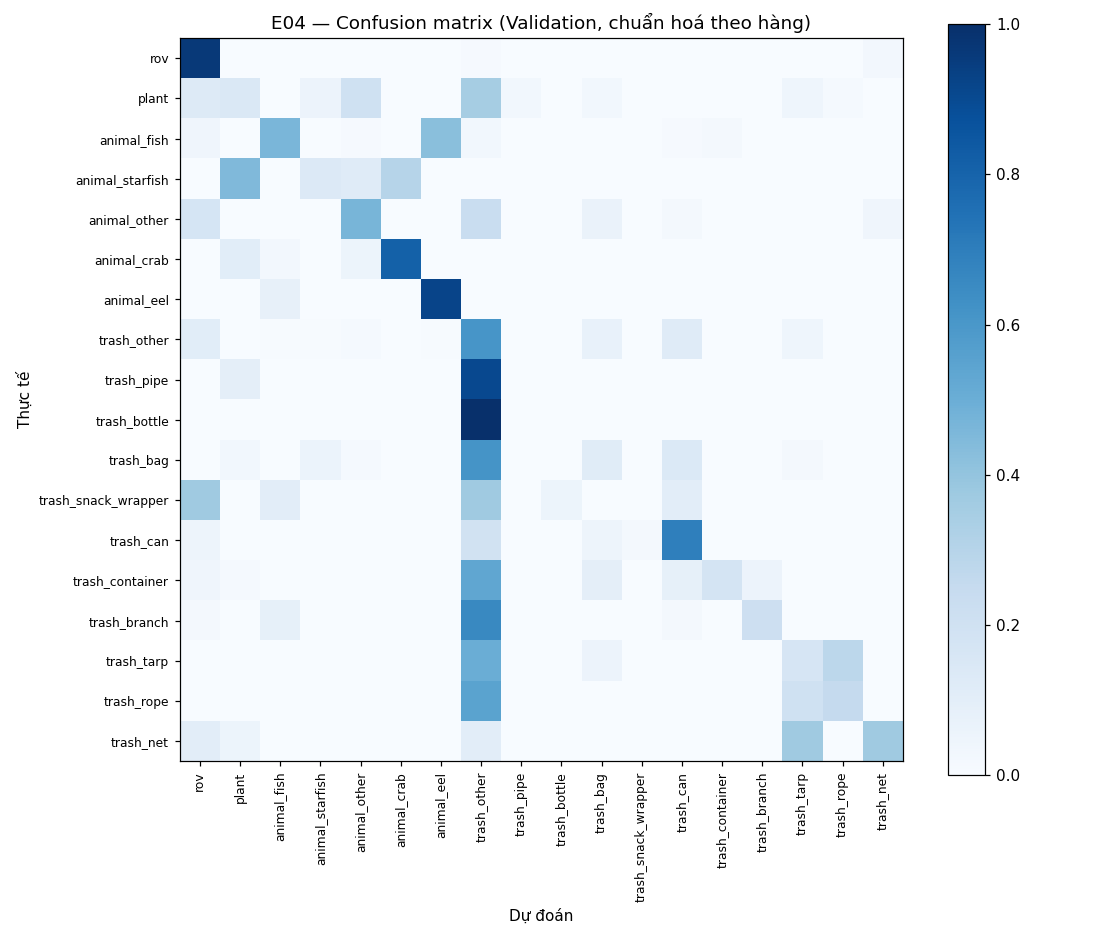 E04 — Confusion matrix (Validation, chuẩn hoá theo hàng)
Thực tế
rov
plant
animal_fish
animal_starfish
animal_other
animal_crab
animal_eel
trash_other
trash_pipe
trash_bottle
trash_bag
trash_snack_wrapper
trash_can
trash_container
trash_branch
trash_tarp
trash_rope
trash_net
rov
plant
animal_fish
animal_starfish
animal_other
animal_crab
animal_eel
trash_other
trash_pipe
trash_bottle
trash_bag
trash_snack_wrapper
trash_can
trash_container
trash_branch
trash_tarp
trash_rope
trash_net
Dự đoán
1.0
0.8
0.6
0.4
0.2
0.0